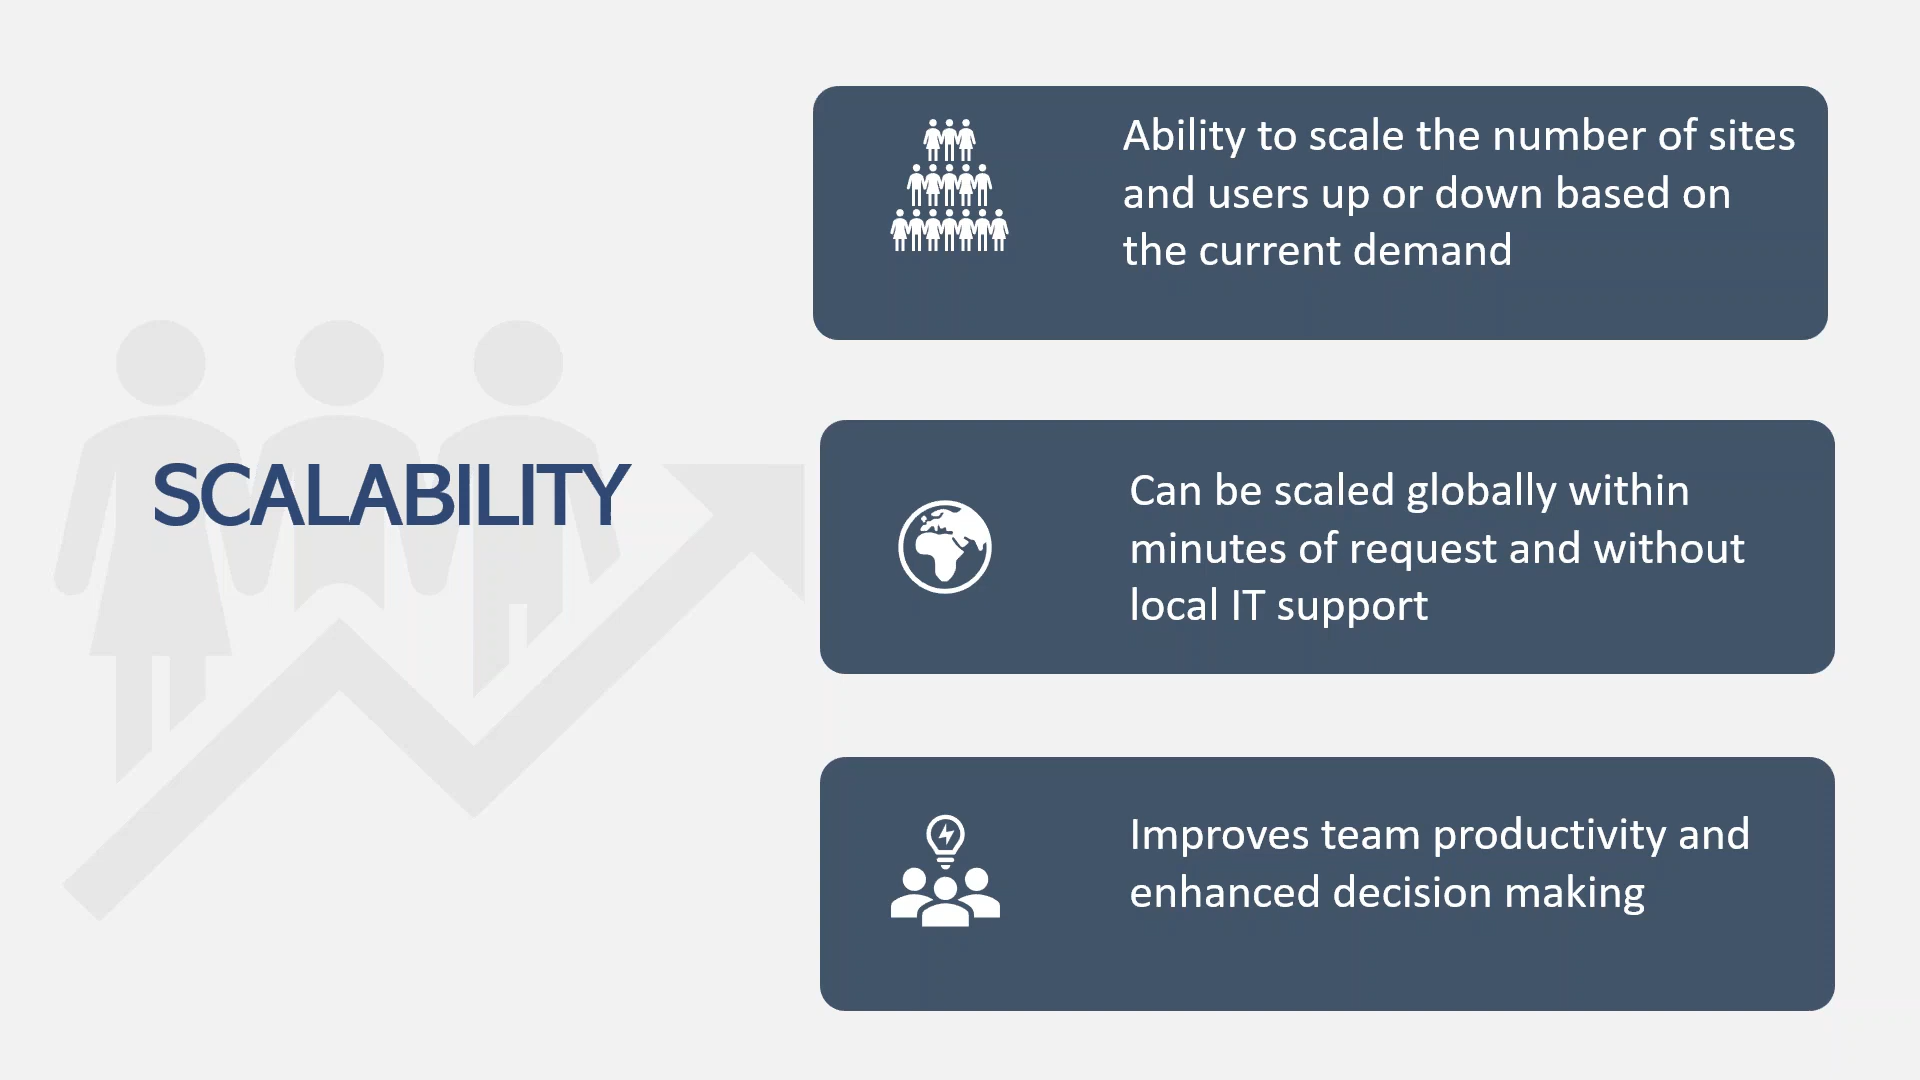 SCALABILITY
Ability to scale the number of sites
and users up or down based on
the current demand
Can be scaled globally within
minutes of request and without
local IT support
Improves team productivity and
enhanced decision making